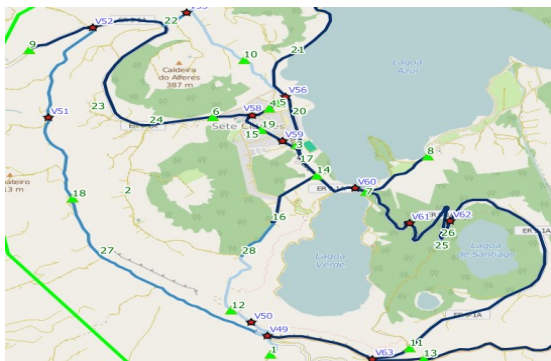 V52
22
9
Caldeira
do Alferes
387 m
10
21
Lagoa
Azul
23
V56
V51
24
6
V58
4
5
20
Sete
19
15
V59
3
17
8
14
18
2
V60
7
16
V61
V62
26
25
27
28
Lagoa
Verde
Lagoa
de Santiago
12
V50
V49
1
11
V63
13